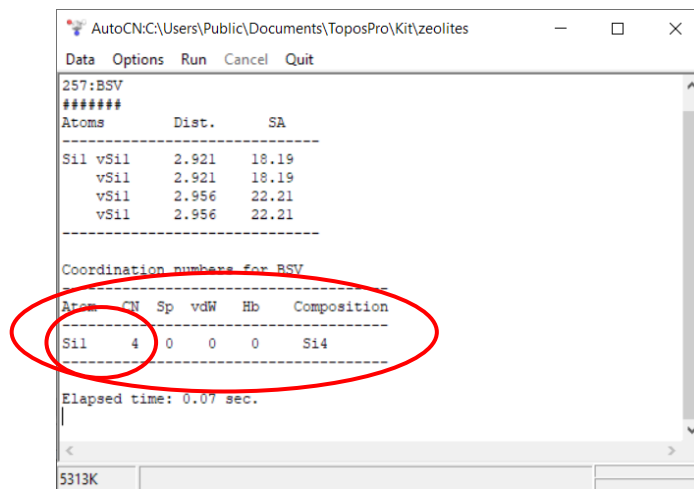 AutoCN:C:\Users\Public\Documents\ToposPro\Kit\zeolites
Data Options Run Cancel Quit
257:BSV
#######
Atoms Dist. SA
------------------------------
Si1 vSi1 2.921 18.19
vSi1 2.921 18.19
vSi1 2.956 22.21
vSi1 2.956 22.21
------------------------------
Coordination numbers for BSV
--------------------------------------
Atom CN Sp vdW Hb Composition
--------------------------------------
Si1 4 0 0 0 Si4
--------------------------------------
Elapsed time: 0.07 sec.
5313K